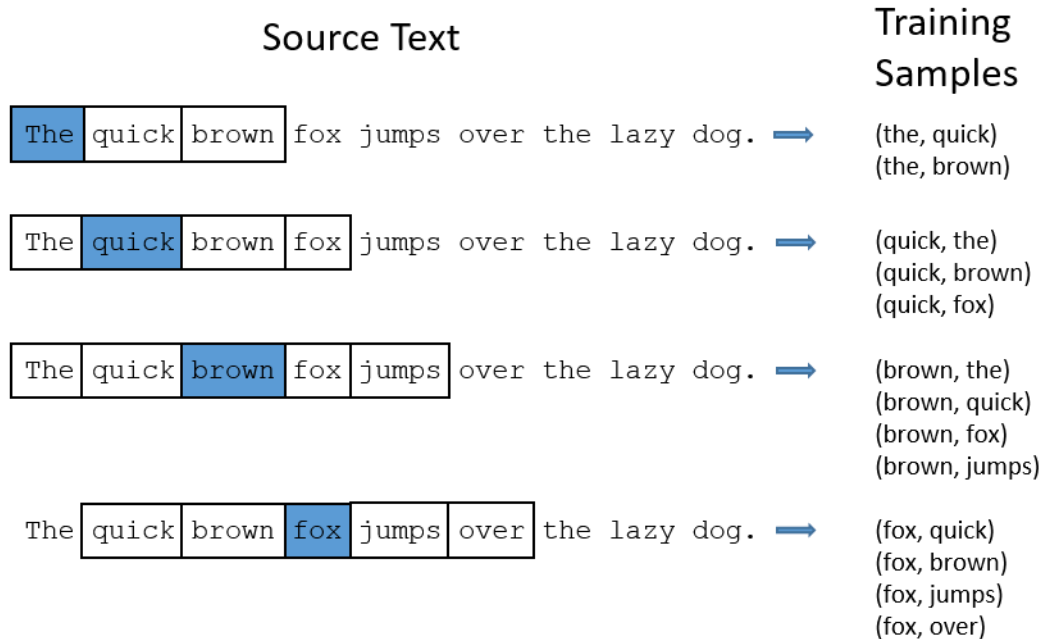 Source Text
Training
Samples
The quick brown fox jumps over the lazy dog.
(the, quick)
(the, brown)
The quick brown fox jumps over the lazy dog.
(quick, the)
(quick, brown)
(quick, fox)
The quick brown fox jumps over the lazy dog.
(brown, the)
(brown, quick)
(brown, fox)
(brown, jumps)
The quick brown fox jumps over the lazy dog.
(fox, quick)
(fox, brown)
(fox, jumps)
(fox, over)